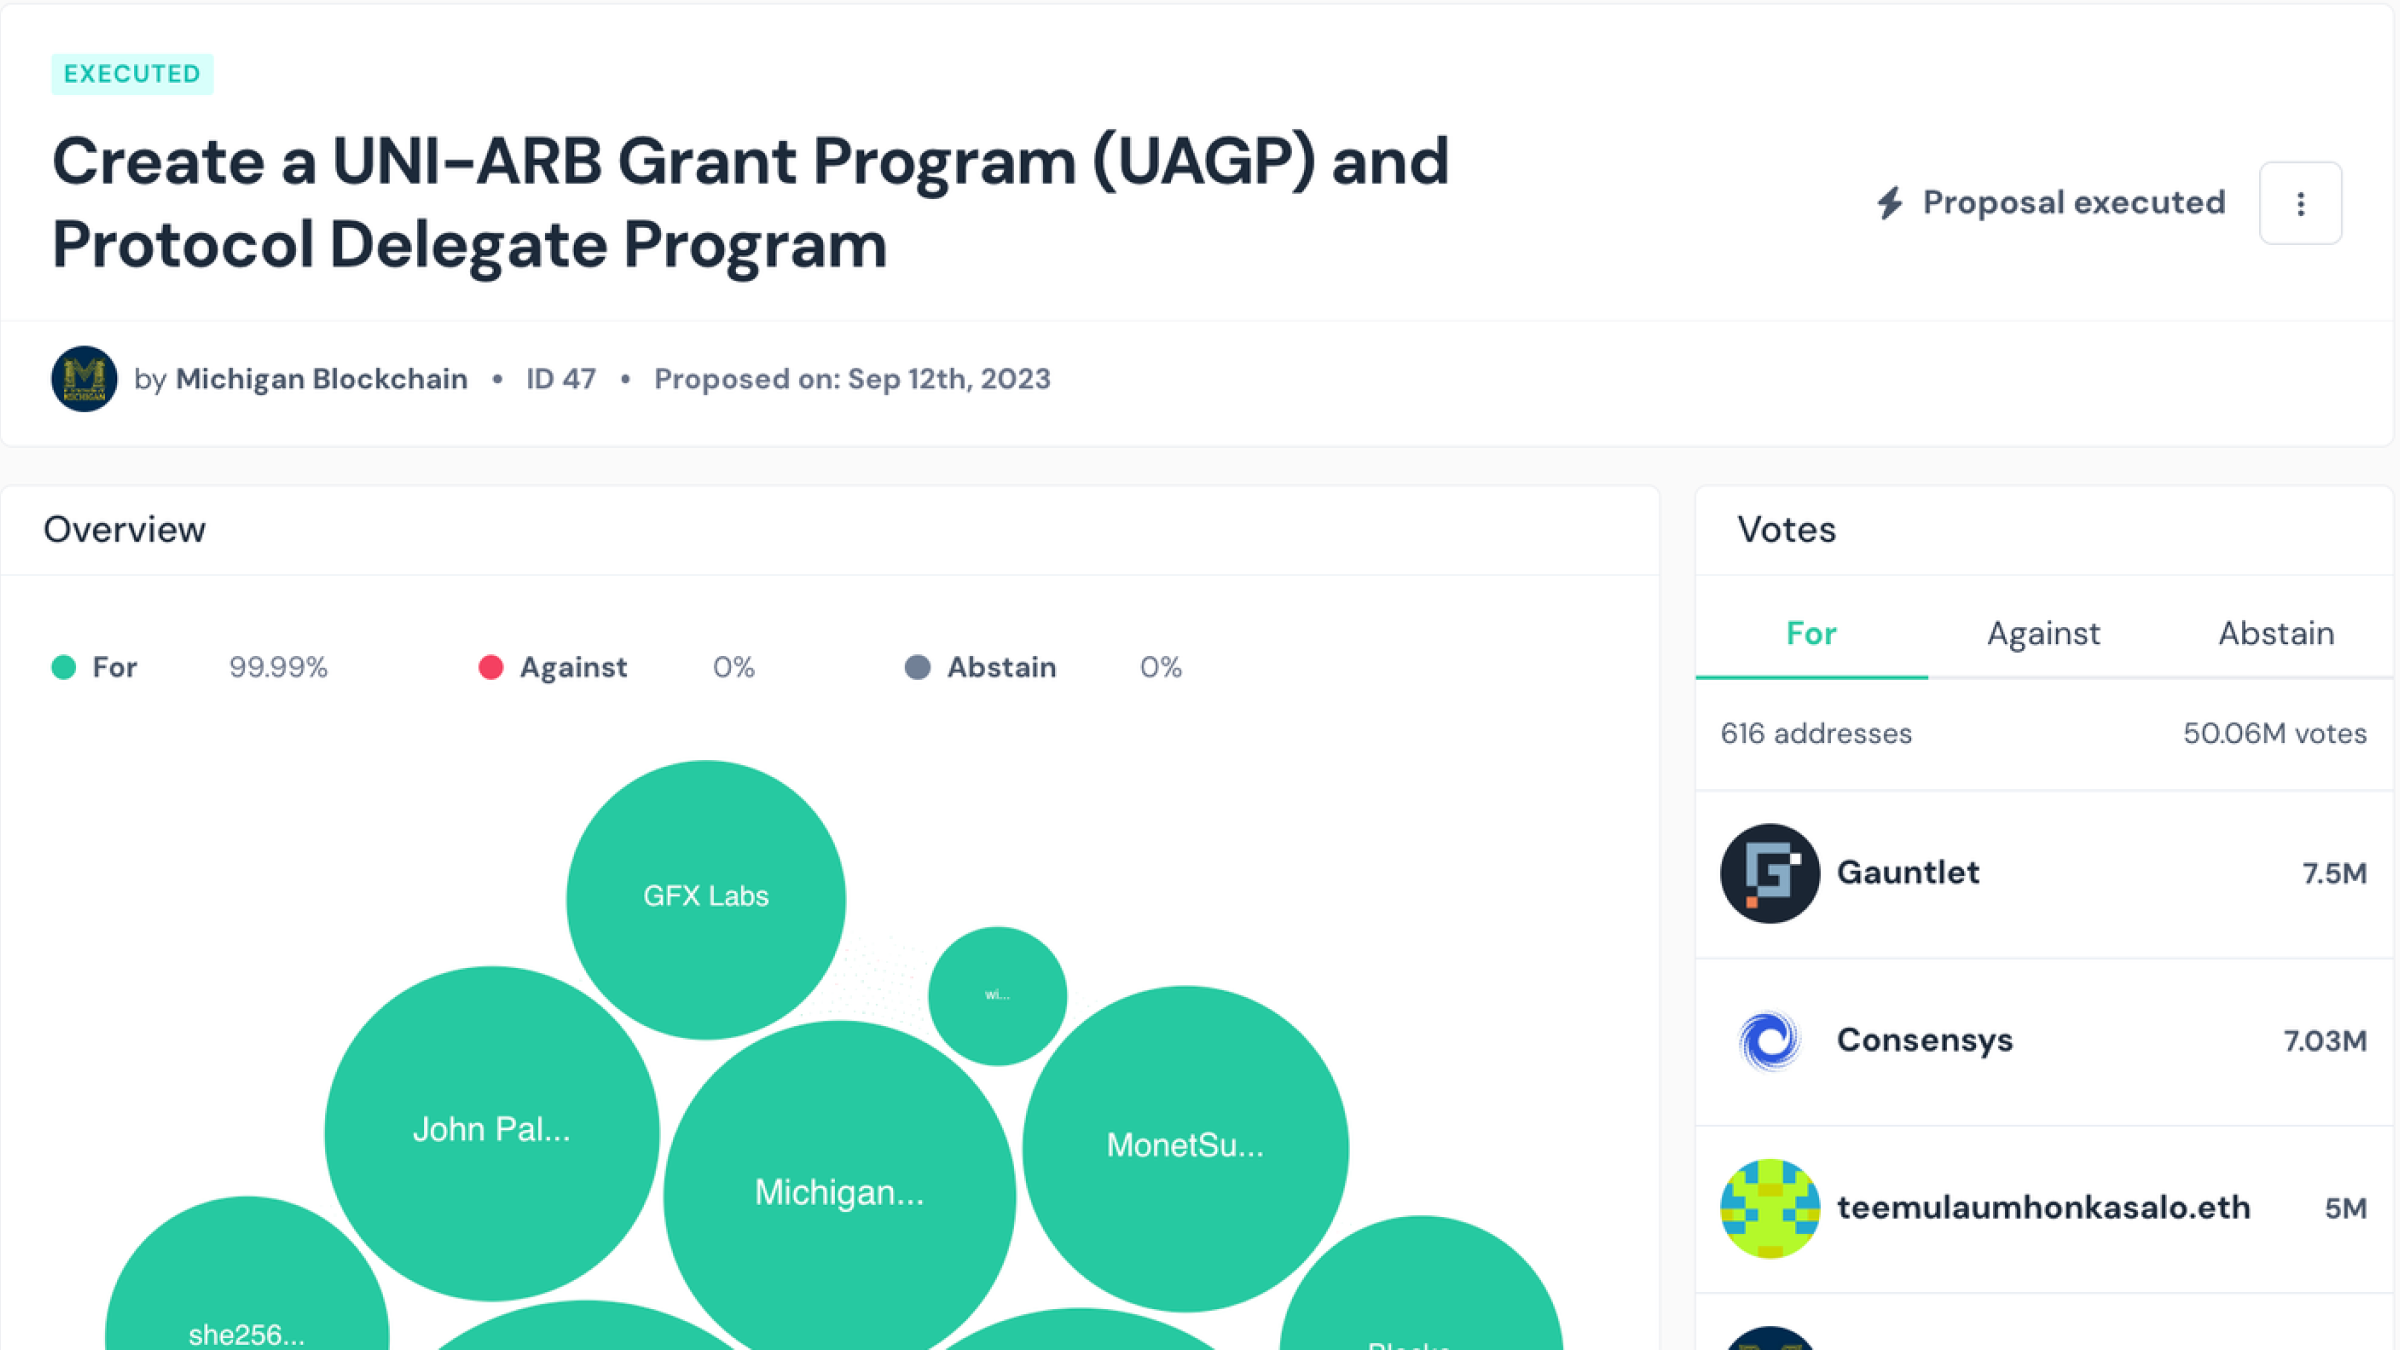 EXECUTED
Create a UNI-ARB Grant Program (UAGP) and
Protocol Delegate Program
Proposal executed
by Michigan Blockchain • ID 47 • Proposed on: Sep 12th, 2023
Overview
For 99.99% Against 0% Abstain 0%
GFX Labs
wi...
John Pal...
MonetSu...
Michigan...
she256...
Votes
For Against Abstain
616 addresses 50.06M votes
Gauntlet 7.5M
Consensys 7.03M
teemulaumhonkasalo.eth 5M